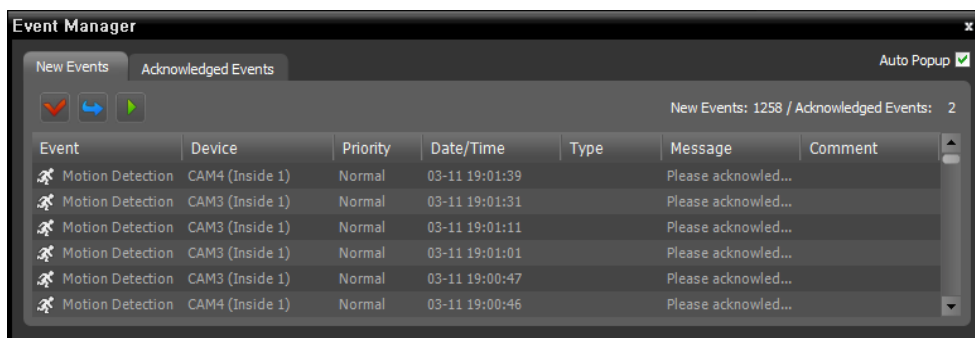 Event Manager x
New Events Acknowledged Events Auto Popup
New Events: 1258 / Acknowledged Events: 2
Event Device Priority Date/Time Type Message Comment
Motion Detection CAM4 (Inside 1) Normal 03-11 19:01:39 Please acknowled...
Motion Detection CAM3 (Inside 1) Normal 03-11 19:01:31 Please acknowled...
Motion Detection CAM3 (Inside 1) Normal 03-11 19:01:11 Please acknowled...
Motion Detection CAM3 (Inside 1) Normal 03-11 19:01:01 Please acknowled...
Motion Detection CAM3 (Inside 1) Normal 03-11 19:00:47 Please acknowled...
Motion Detection CAM4 (Inside 1) Normal 03-11 19:00:46 Please acknowled...